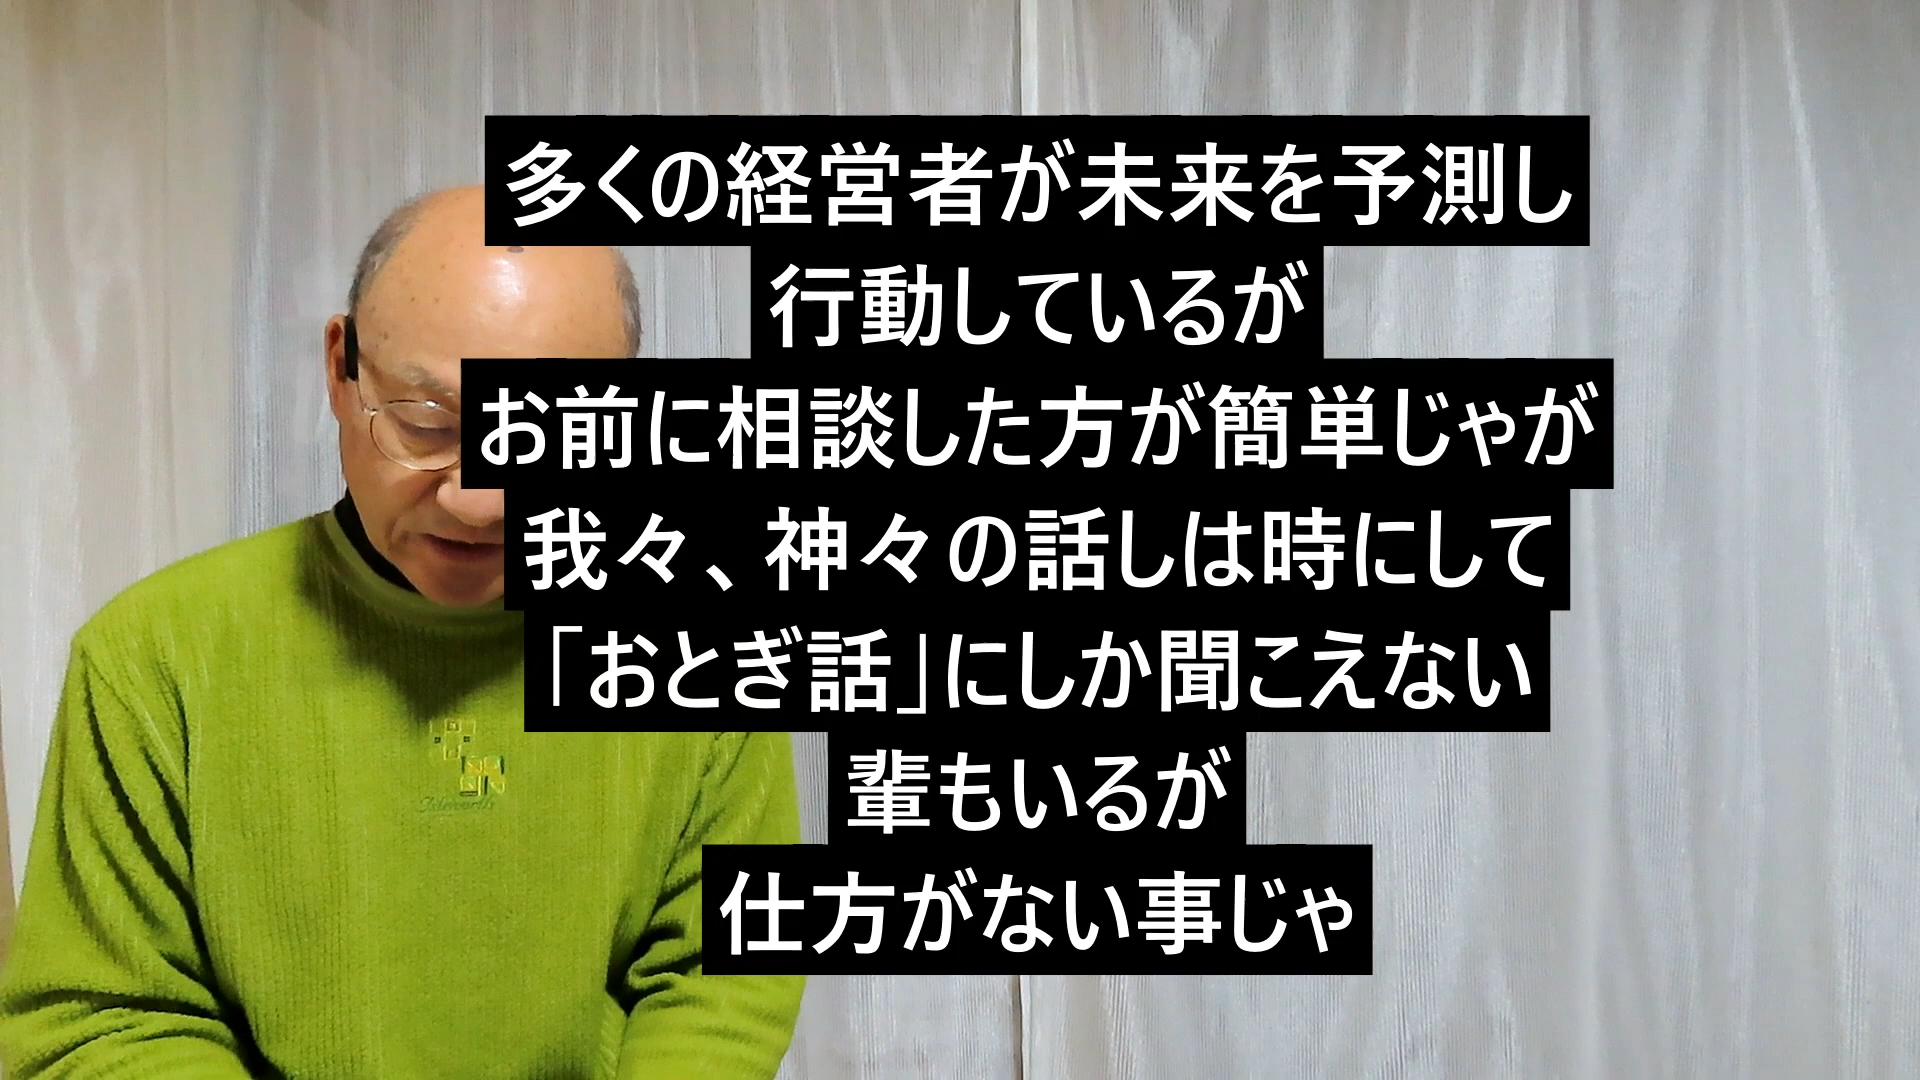 多くの経営者が未来を予測し
行動しているが
お前に相談した方が簡単じゃが
我々、神々の話しは時にして
「おとぎ話」にしか聞こえない
輩もいるが
仕方がない事じゃ